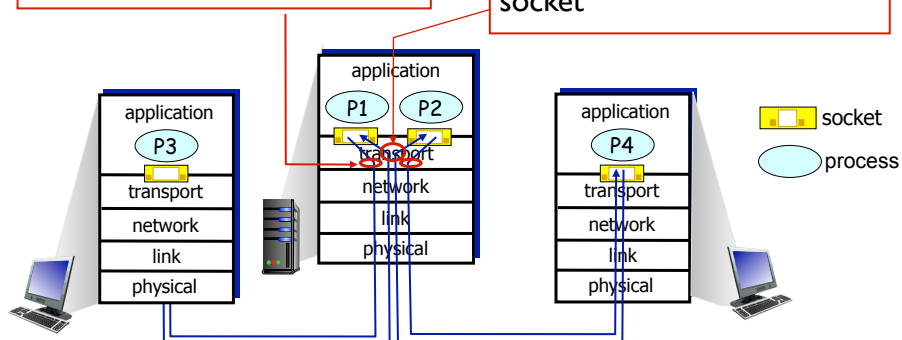 socket
application
P1 P2
transport
network
link
physical
application
P3
transport
network
link
physical
application
P4
transport
network
link
physical
socket
process